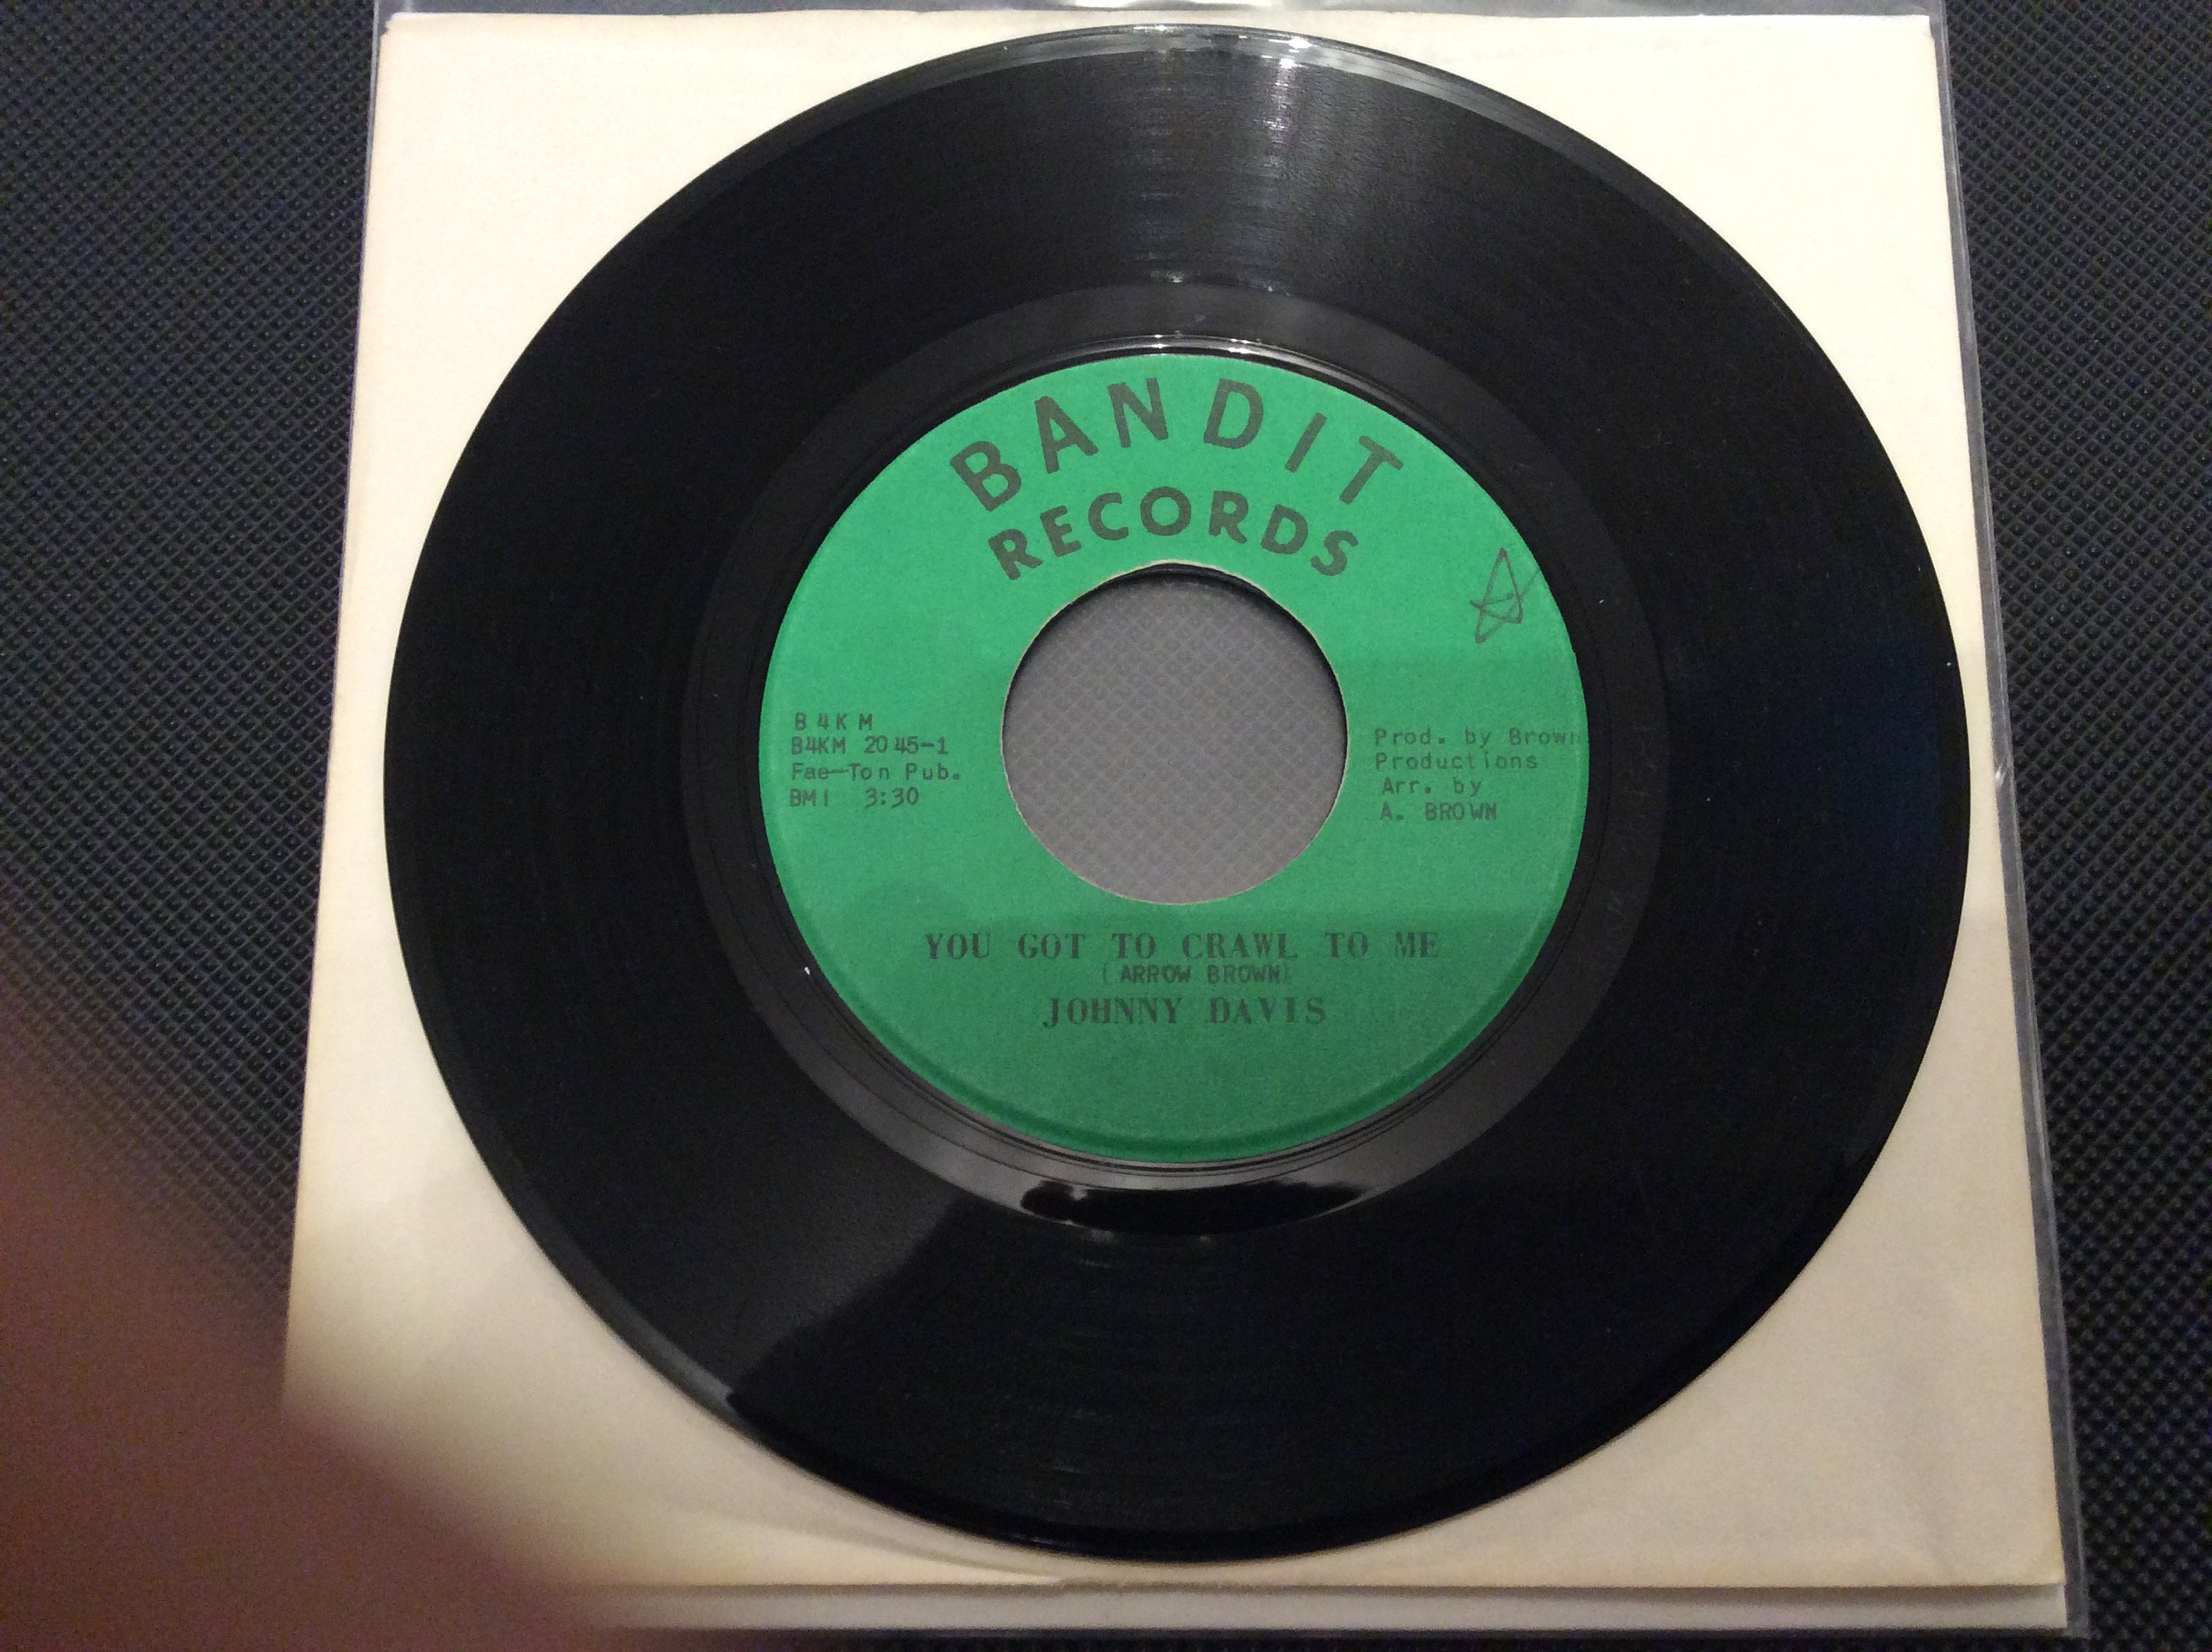 BANDIT
RECORDS
B4KM
B4KM 2045-1
Fae-Ton Pub.
BMI 3:30
Prod. by Brown
Productions
Arr. by
A. BROWN
YOU GOT TO CRAWL TO ME
(ARROW BROWN)
JOHNNY DAVIS